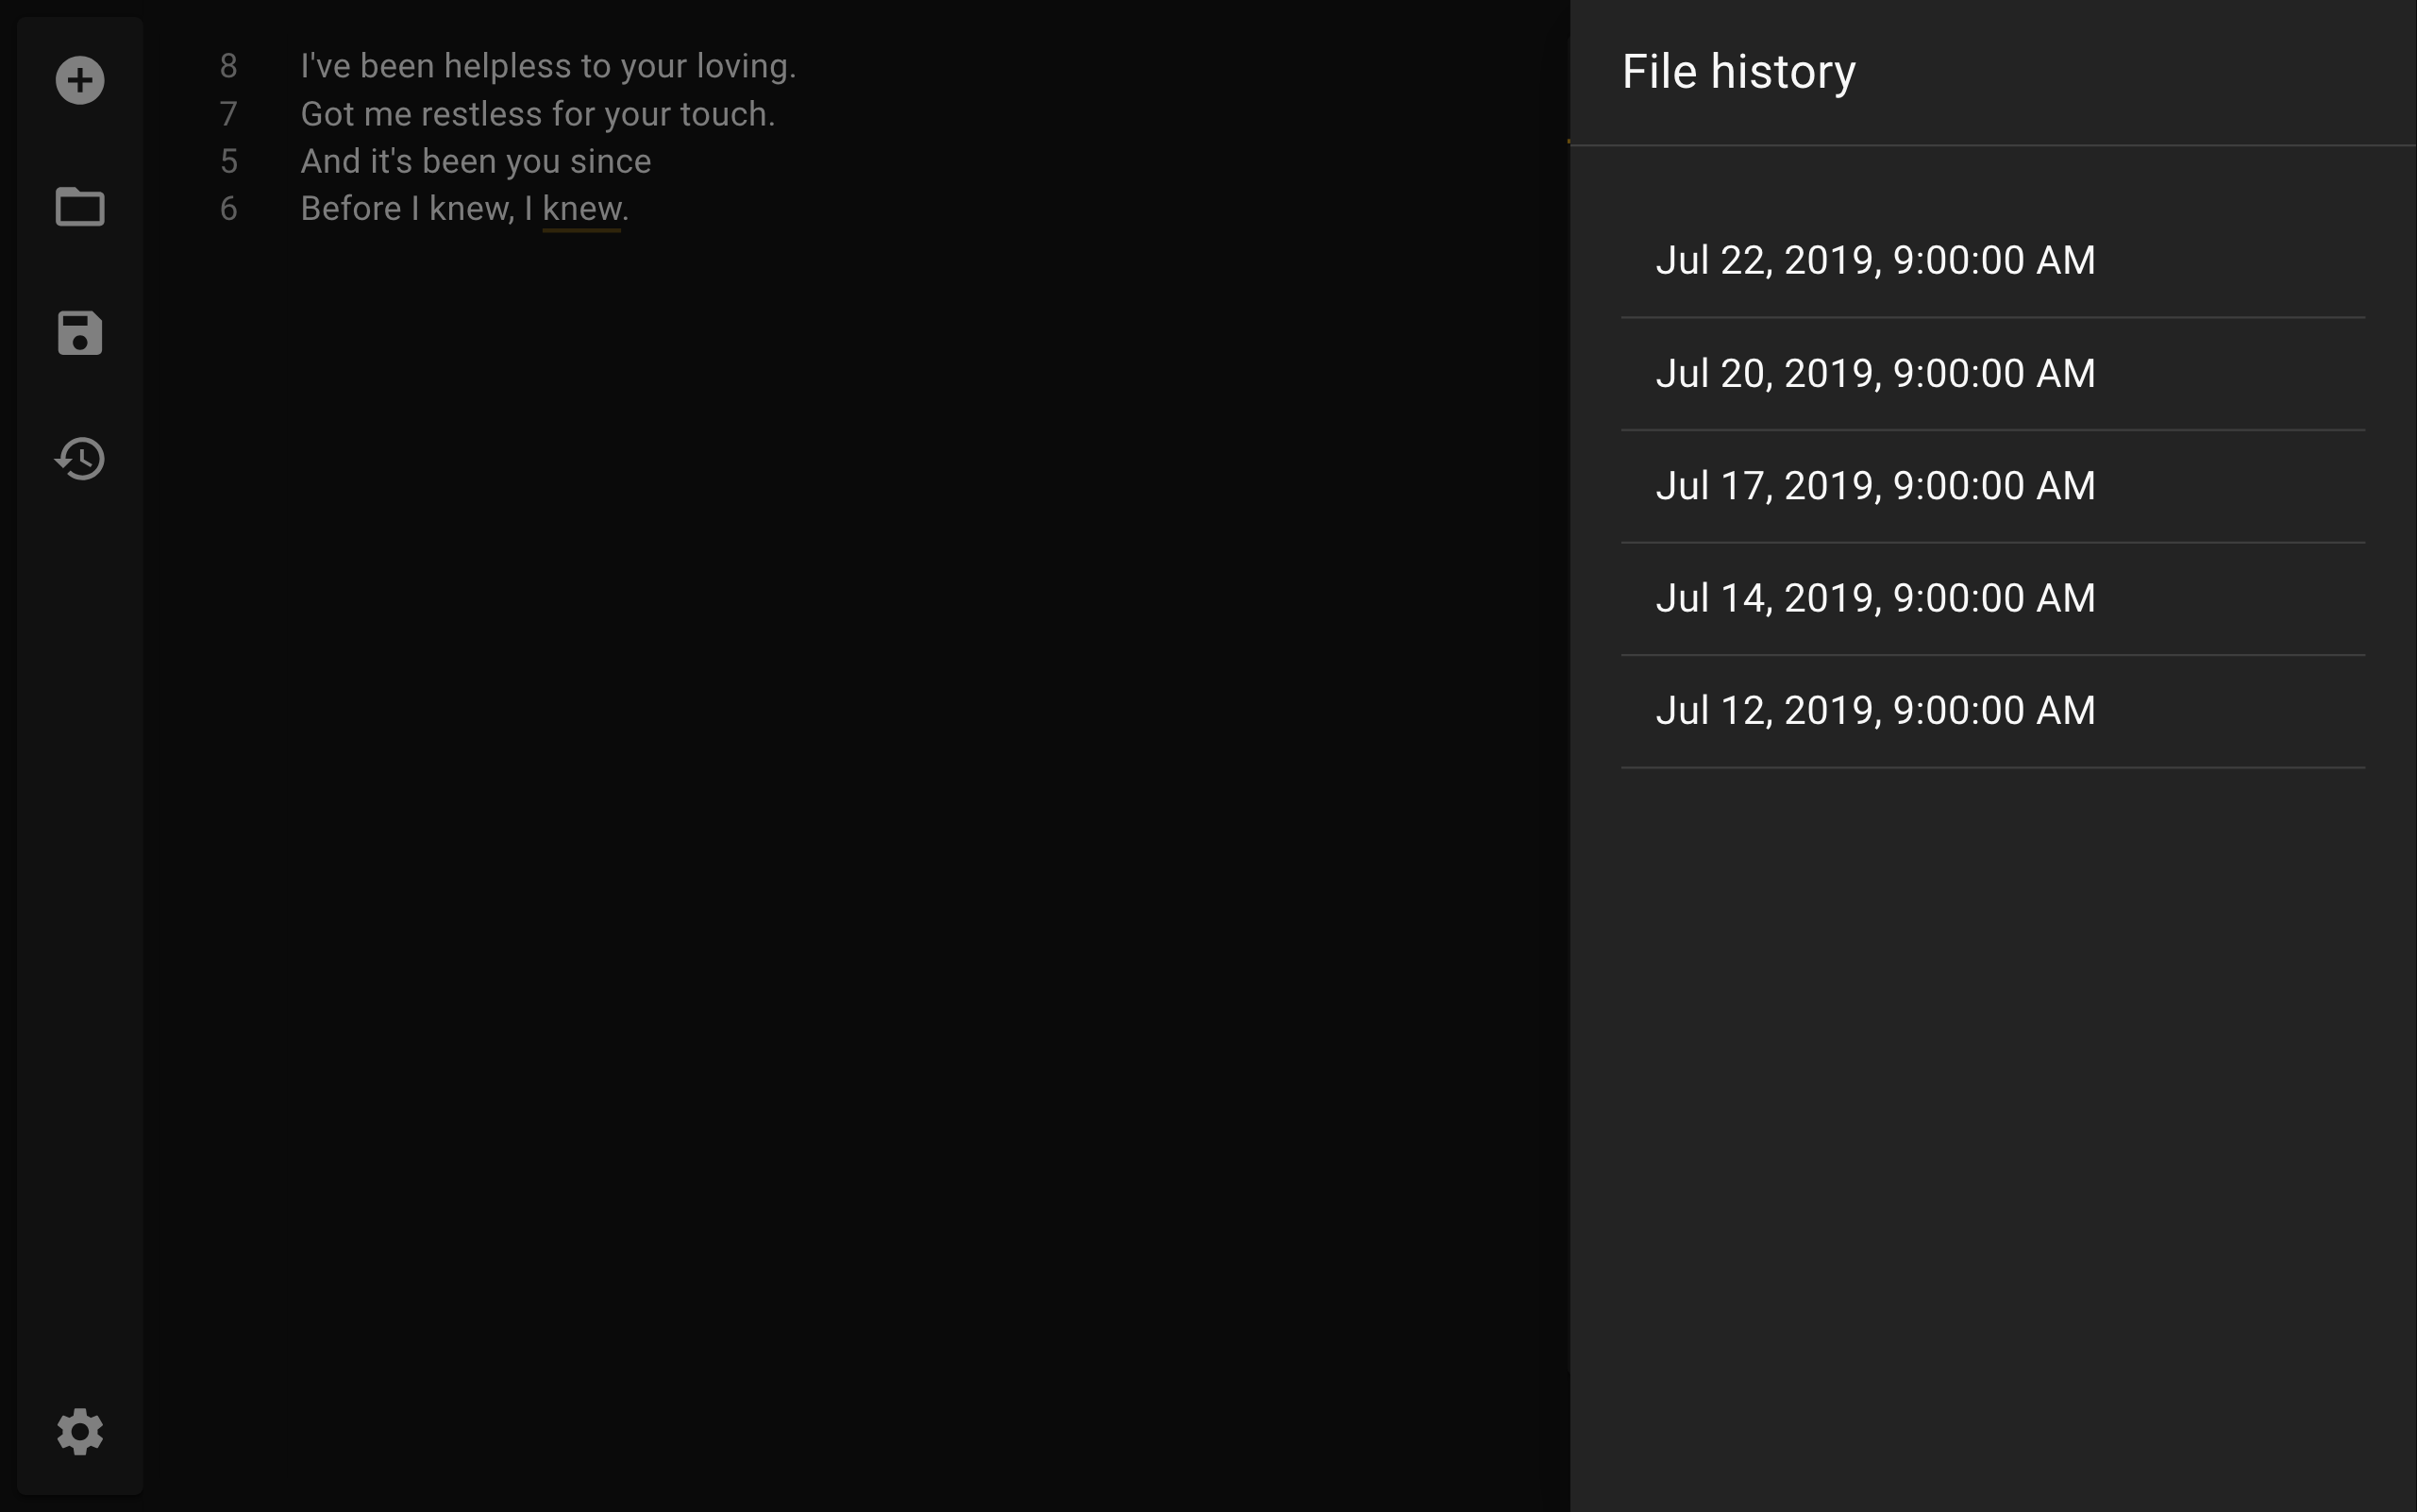 8 I've been helpless to your loving.
7 Got me restless for your touch.
5 And it's been you since
6 Before I knew, I knew.
File history
Jul 22, 2019, 9:00:00 AM
Jul 20, 2019, 9:00:00 AM
Jul 17, 2019, 9:00:00 AM
Jul 14, 2019, 9:00:00 AM
Jul 12, 2019, 9:00:00 AM